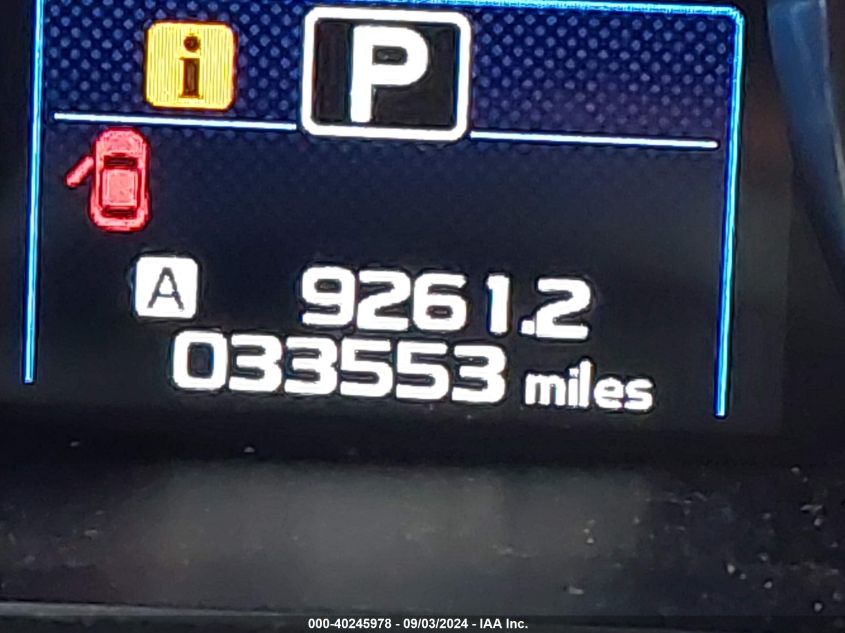 i P
A 9261.2
033553 miles
000-40245978 - 09/03/2024 - IAA Inc.